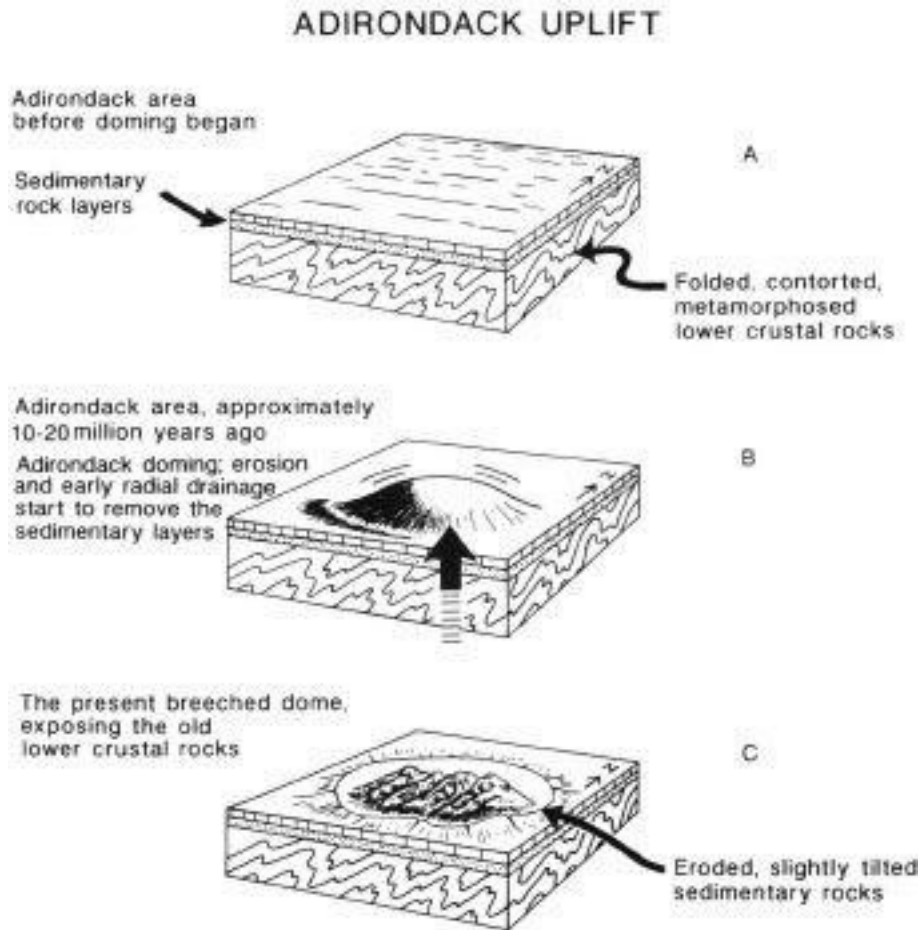 ADIRONDACK UPLIFT
Adirondack area
before doming began
A
Z
Sedimentary
rock layers
Folded, contorted,
metamorphosed
lower crustal rocks
Adirondack area, approximately
10-20 million years ago
B
Adirondack doming; erosion
and early radial drainage
start to remove the
sedimentary layers
Z
The present breeched dome,
exposing the old
lower crustal rocks
C
Z
Eroded, slightly tilted
sedimentary rocks